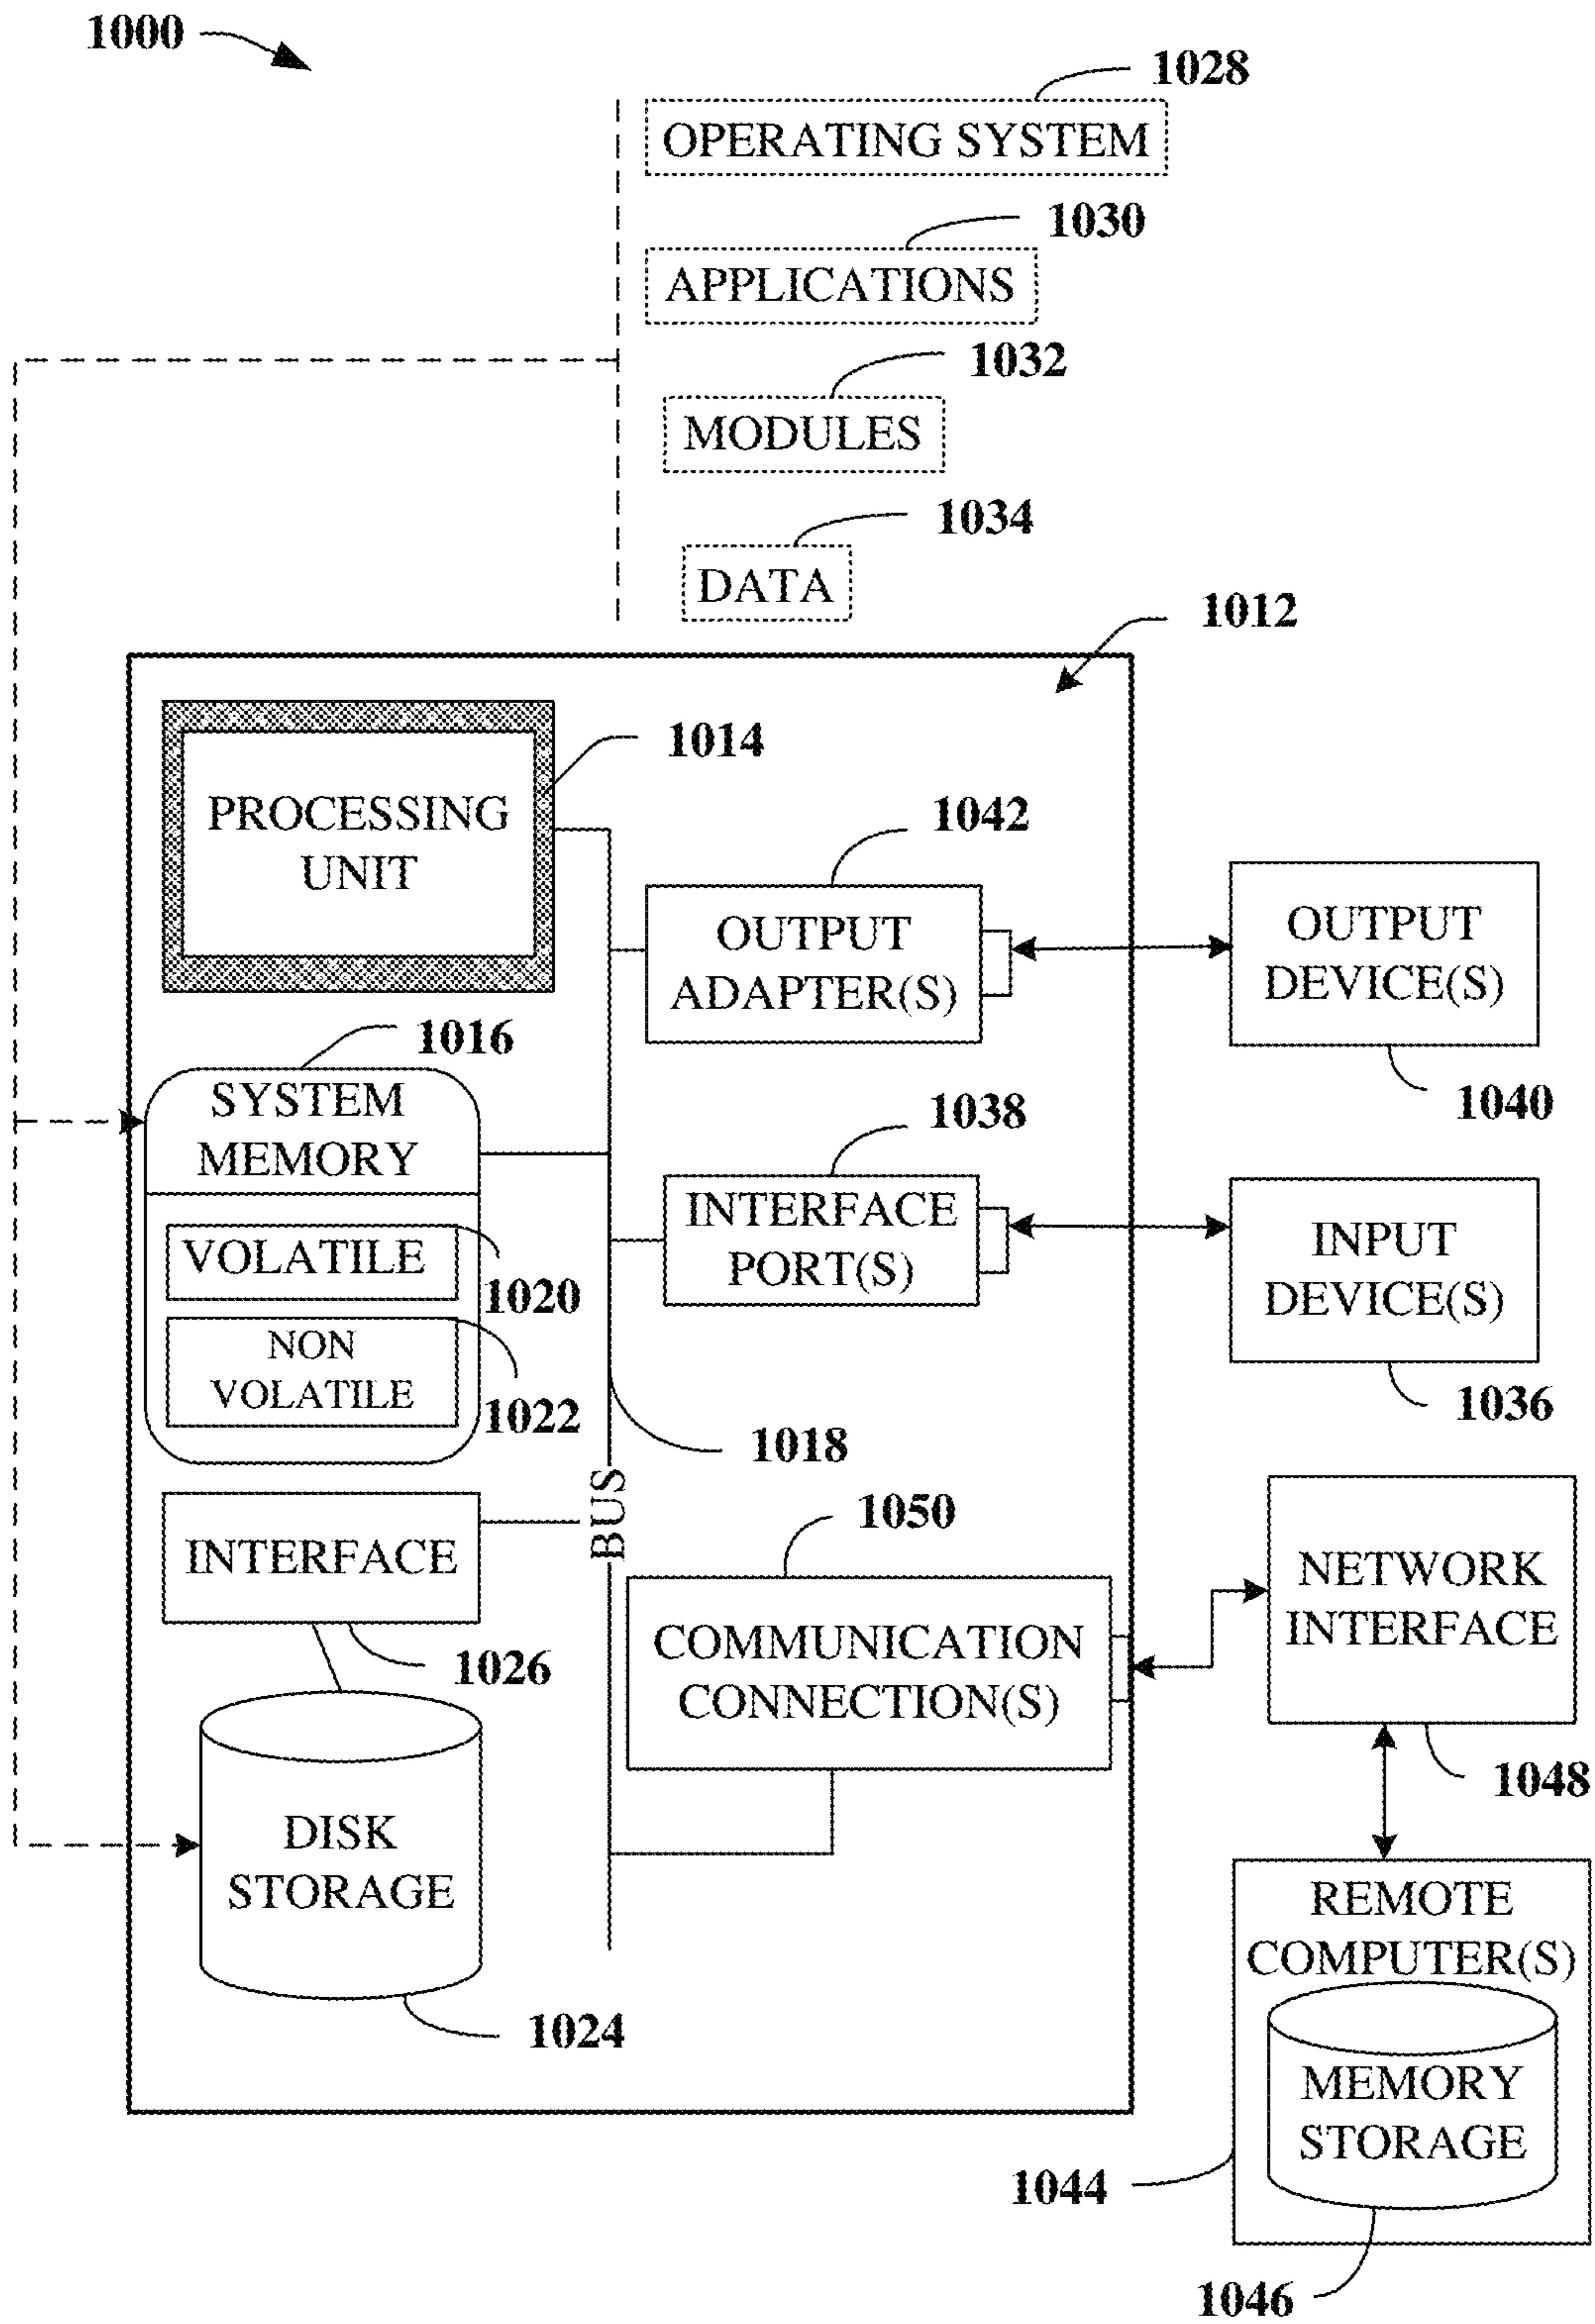 1000
1028
OPERATING SYSTEM
1030
APPLICATIONS
1032
MODULES
1034
DATA
1012
PROCESSING
UNIT
1014
1042
OUTPUT
ADAPTER(S)
OUTPUT
DEVICE(S)
1040
1016
SYSTEM
MEMORY
VOLATILE
1020
NON
VOLATILE
1022
1038
INTERFACE
PORT(S)
INPUT
DEVICE(S)
1036
1018
BUS
INTERFACE
1026
1050
COMMUNICATION
CONNECTION(S)
NETWORK
INTERFACE
1048
DISK
STORAGE
1024
REMOTE
COMPUTER(S)
MEMORY
STORAGE
1044
1046